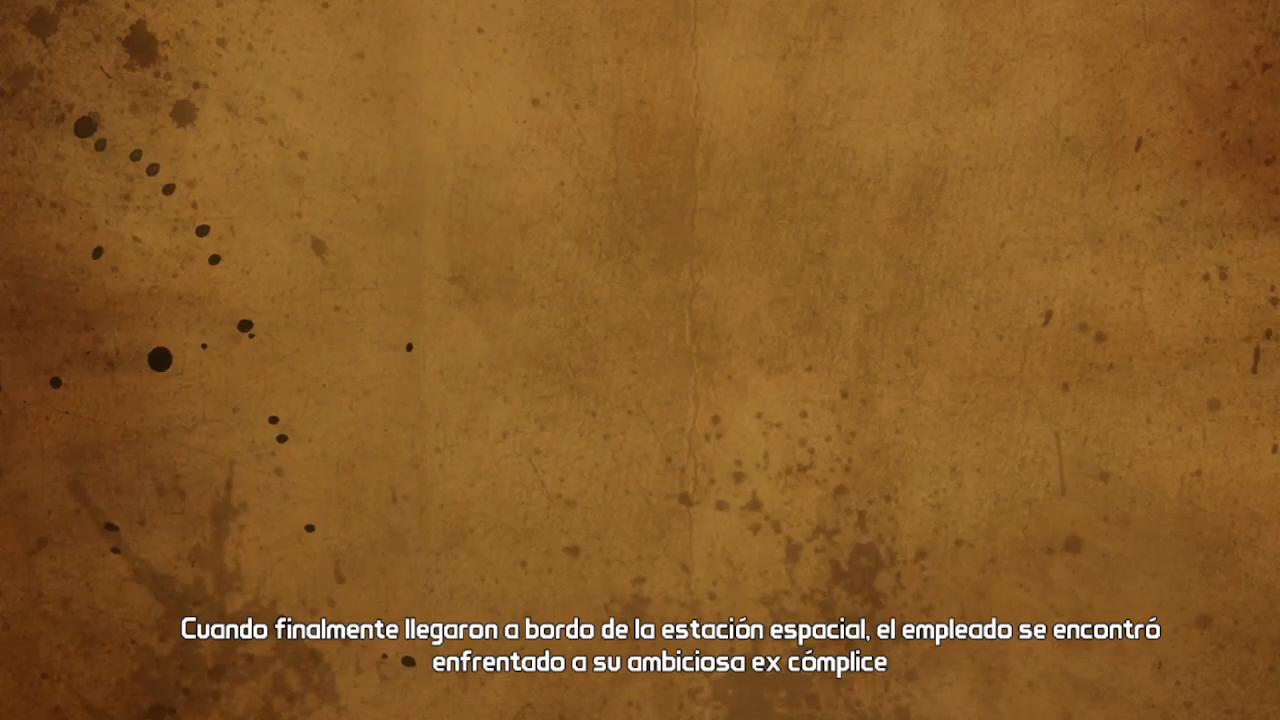 Cuando finalmente llegaron a bordo de la estación espacial, el empleado se encontró
enfrentado a su ambiciosa ex cómplice